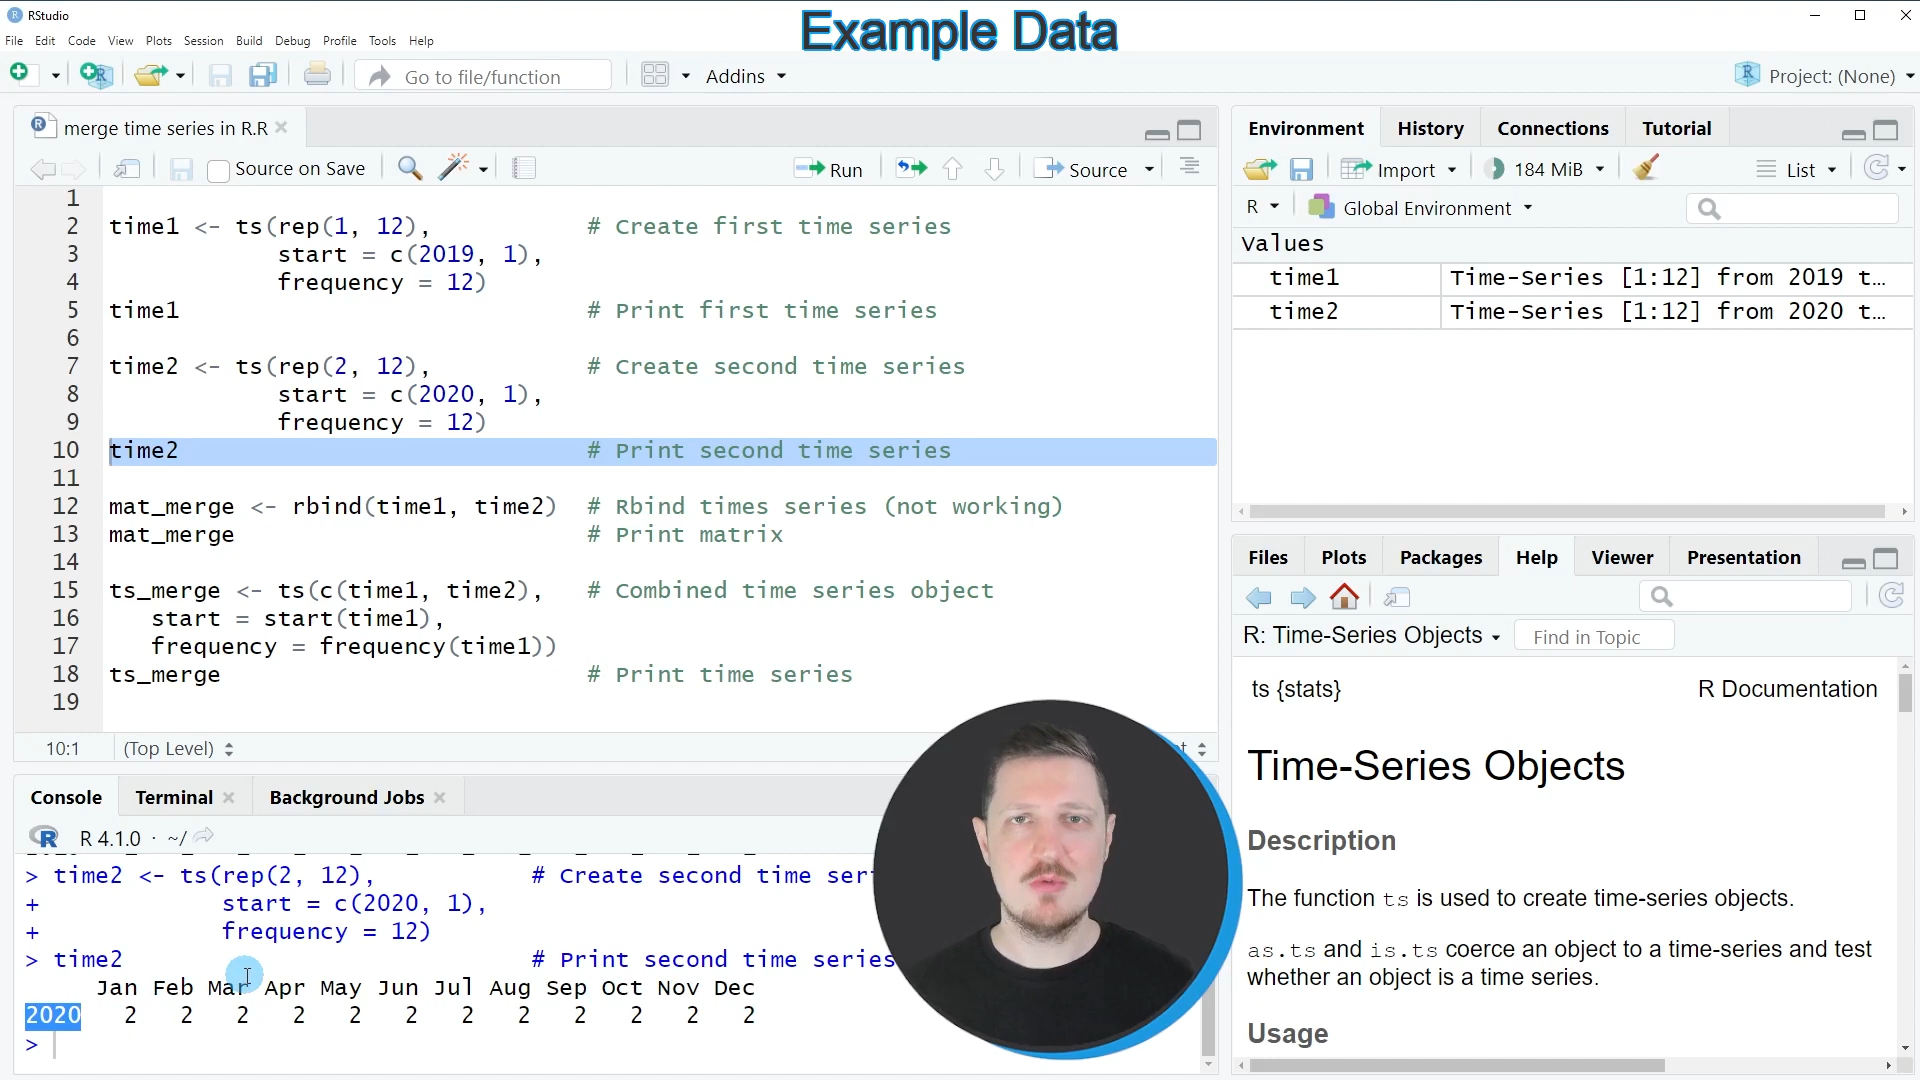 RStudio
Example Data
File Edit Code View Plots Session Build Debug Profile Tools Help
Go to file/function
Addins
Project: (None)
merge time series in R.R
Source on Save
Run
Source
1
2 time1 <- ts(rep(1, 12), # Create first time series
3 start = c(2019, 1),
4 frequency = 12)
5 time1 # Print first time series
6
7 time2 <- ts(rep(2, 12), # Create second time series
8 start = c(2020, 1),
9 frequency = 12)
10 time2 # Print second time series
11
12 mat_merge <- rbind(time1, time2) # Rbind times series (not working)
13 mat_merge # Print matrix
14
15 ts_merge <- ts(c(time1, time2), # Combined time series object
16 start = start(time1),
17 frequency = frequency(time1))
18 ts_merge # Print time series
19
10:1 (Top Level)
Console Terminal Background Jobs
R 4.1.0 · ~/
> time2 <- ts(rep(2, 12), # Create second time ser
+ start = c(2020, 1),
+ frequency = 12)
> time2 # Print second time series
Jan Feb Mar Apr May Jun Jul Aug Sep Oct Nov Dec
2020 2 2 2 2 2 2 2 2 2 2 2 2
>
Environment History Connections Tutorial
Import 184 MiB List
R Global Environment
Values
time1 Time-Series [1:12] from 2019 t…
time2 Time-Series [1:12] from 2020 t…
Files Plots Packages Help Viewer Presentation
R: Time-Series Objects Find in Topic
ts {stats} R Documentation
Time-Series Objects
Description
The function ts is used to create time-series objects.
as.ts and is.ts coerce an object to a time-series and test
whether an object is a time series.
Usage